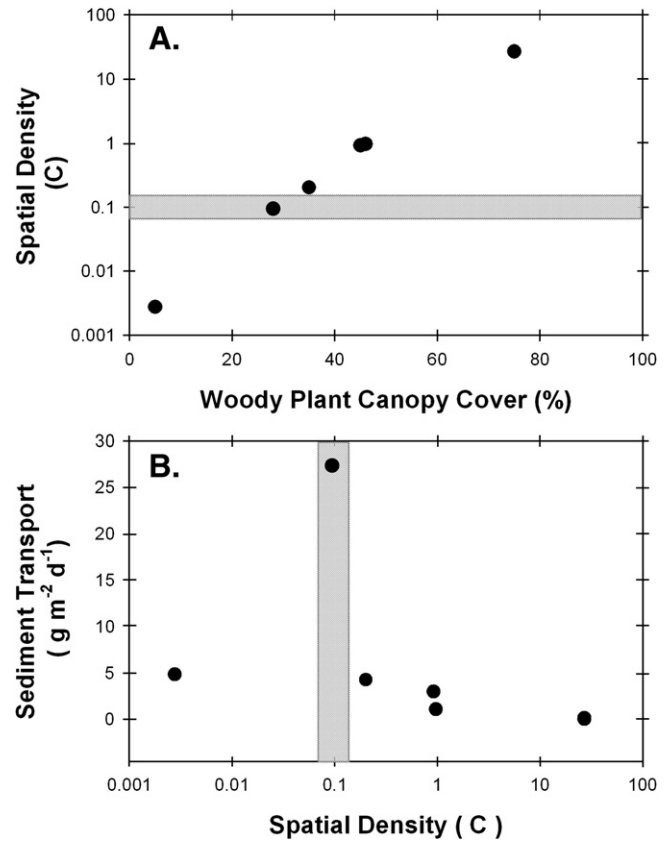 A.
Spatial Density
(C)
100
10
1
0.1
0.01
0.001
0 20 40 60 80 100
Woody Plant Canopy Cover (%)
B.
Sediment Transport
( g m⁻² d⁻¹)
30
25
20
15
10
5
0
0.001 0.01 0.1 1 10 100
Spatial Density ( C )